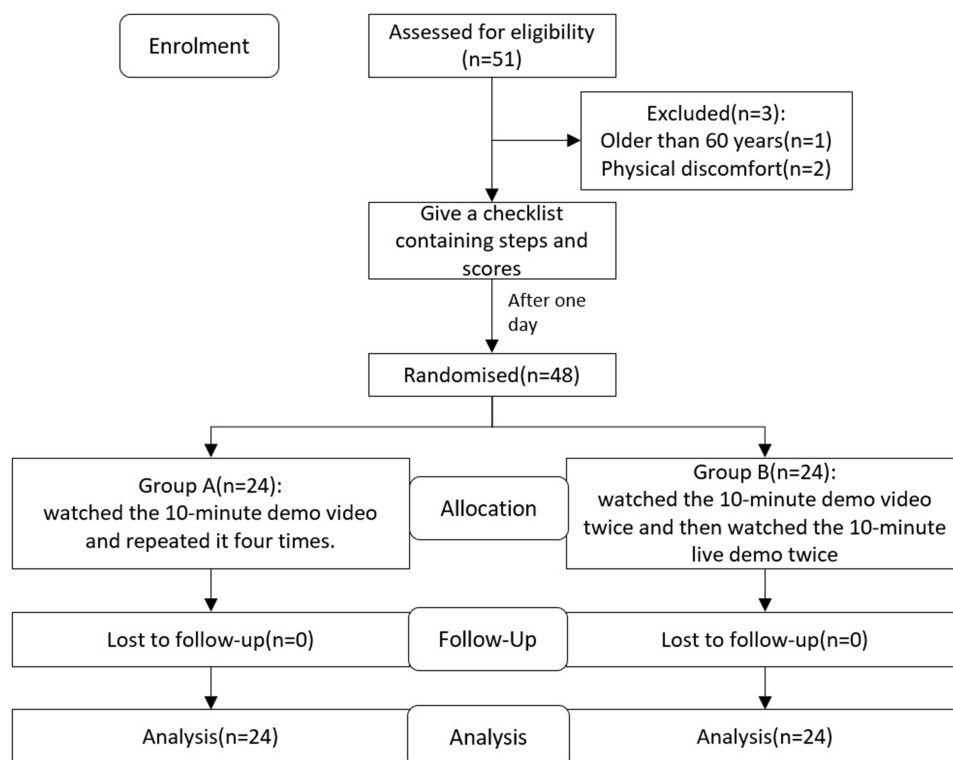 Enrolment
Assessed for eligibility
(n=51)
Excluded(n=3):
Older than 60 years(n=1)
Physical discomfort(n=2)
Give a checklist
containing steps and
scores
After one
day
Randomised(n=48)
Group A(n=24):
watched the 10-minute demo video
and repeated it four times.
Allocation
Group B(n=24):
watched the 10-minute demo video
twice and then watched the 10-minute
live demo twice
Lost to follow-up(n=0)
Follow-Up
Lost to follow-up(n=0)
Analysis(n=24)
Analysis
Analysis(n=24)